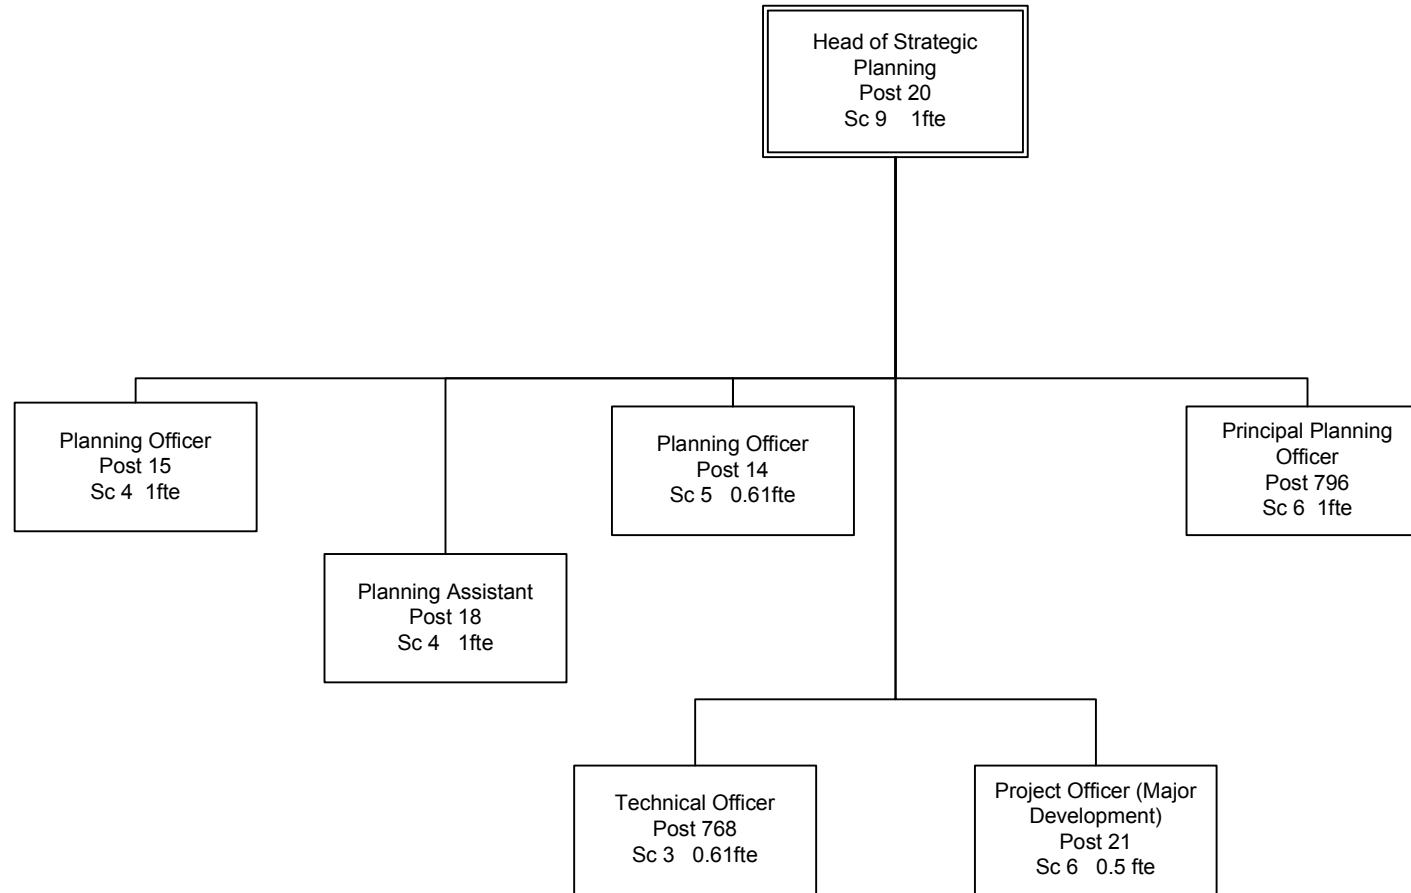 Head of Strategic
Planning
Post 20
Sc 9    1fte
Planning Officer
Post 15
Sc 4  1fte
Planning Officer
Post 14
Sc 5   0.61fte
Principal Planning
Officer
Post 796
Sc 6  1fte
Planning Assistant
Post 18
Sc 4   1fte
Technical Officer
Post 768
Sc 3   0.61fte
Project Officer (Major
Development)
Post 21
Sc 6   0.5 fte